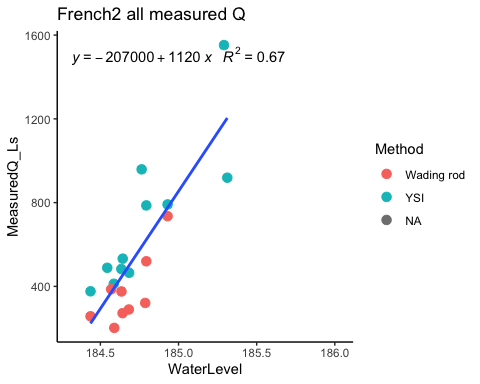 French2 all measured Q
y = − 207000 + 1120 x  R² = 0.67
1600
1200
800
400
MeasuredQ_Ls
184.5 185.0 185.5 186.0
WaterLevel
Method
Wading rod
YSI
NA